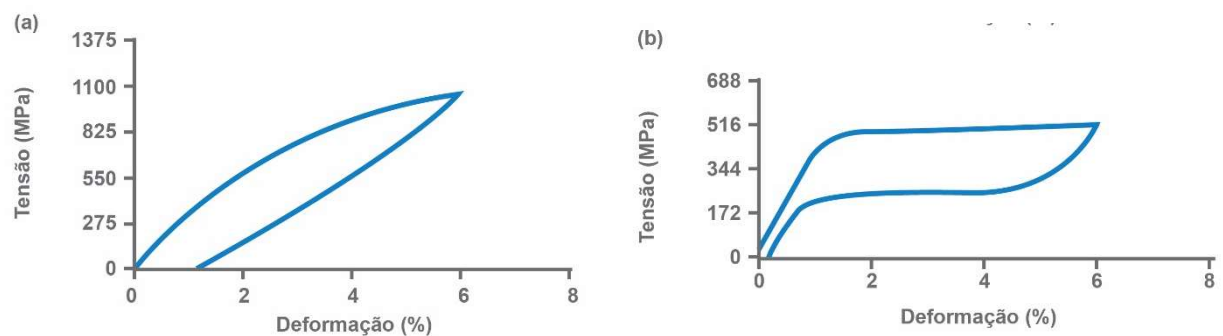 (a)
Tensão (MPa)
1375
1100
825
550
275
0
0 2 4 6 8
Deformação (%)
(b)
Tensão (MPa)
688
516
344
172
0
0 2 4 6 8
Deformação (%)